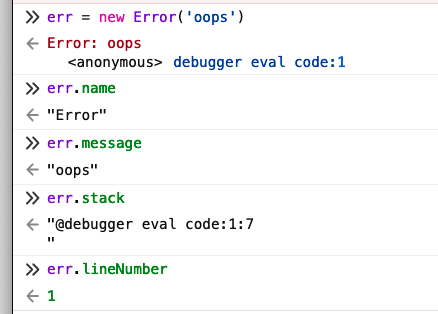 >> err = new Error('oops')
← Error: oops
<anonymous> debugger eval code:1
>> err.name
← "Error"
>> err.message
← "oops"
>> err.stack
← "@debugger eval code:1:7
"
>> err.lineNumber
← 1